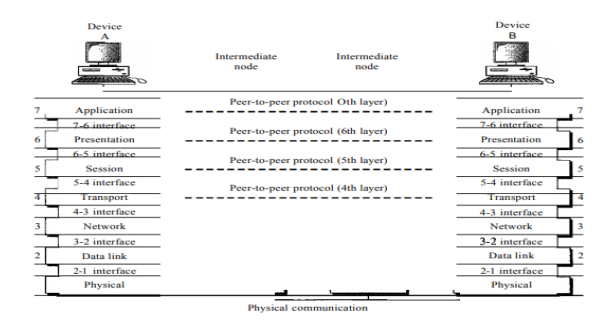 Device
A
Device
B
Intermediate
node
Intermediate
node
Peer-to-peer protocol Oth layer)
7 Application Application 7
7-6 interface 7-6 interface
Peer-to-peer protocol (6th layer)
6 Presentation Presentation 6
6-5 interface 6-5 interface
Peer-to-peer protocol (5th layer)
5 Session Session 5
5-4 interface 5-4 interface
Peer-to-peer protocol (4th layer)
4 Transport Transport 4
4-3 interface 4-3 interface
3 Network Network 3
3-2 interface 3-2 interface
2 Data link Data link 2
2-1 interface 2-1 interface
Physical Physical
Physical communication